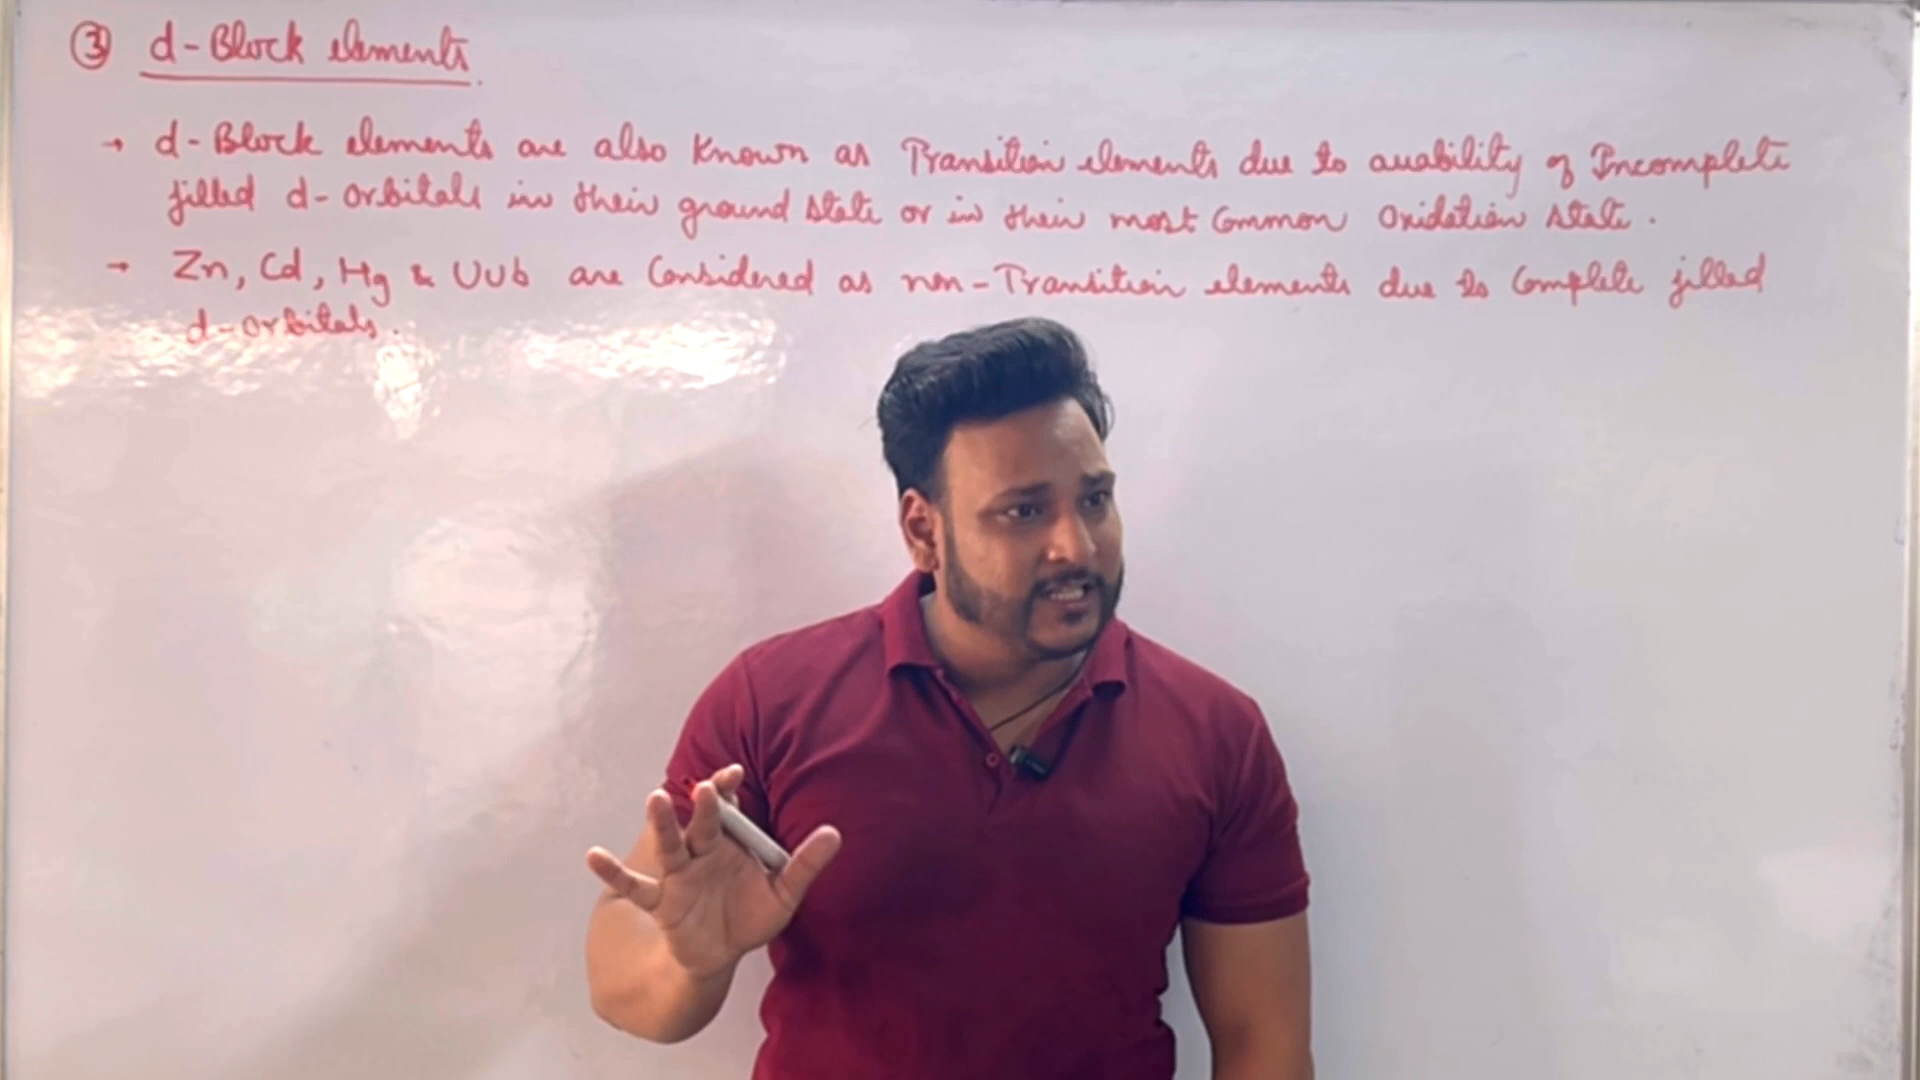 ③ d-Block elements
→ d-Block elements are also Known as Transition elements due to avability of Incomplete
filled d-orbitals in their ground state or in their most Common Oxidation state.
→ Zn, Cd, Hg & Uub are Considered as non-Transition elements due to Complete filled
d-orbitals.